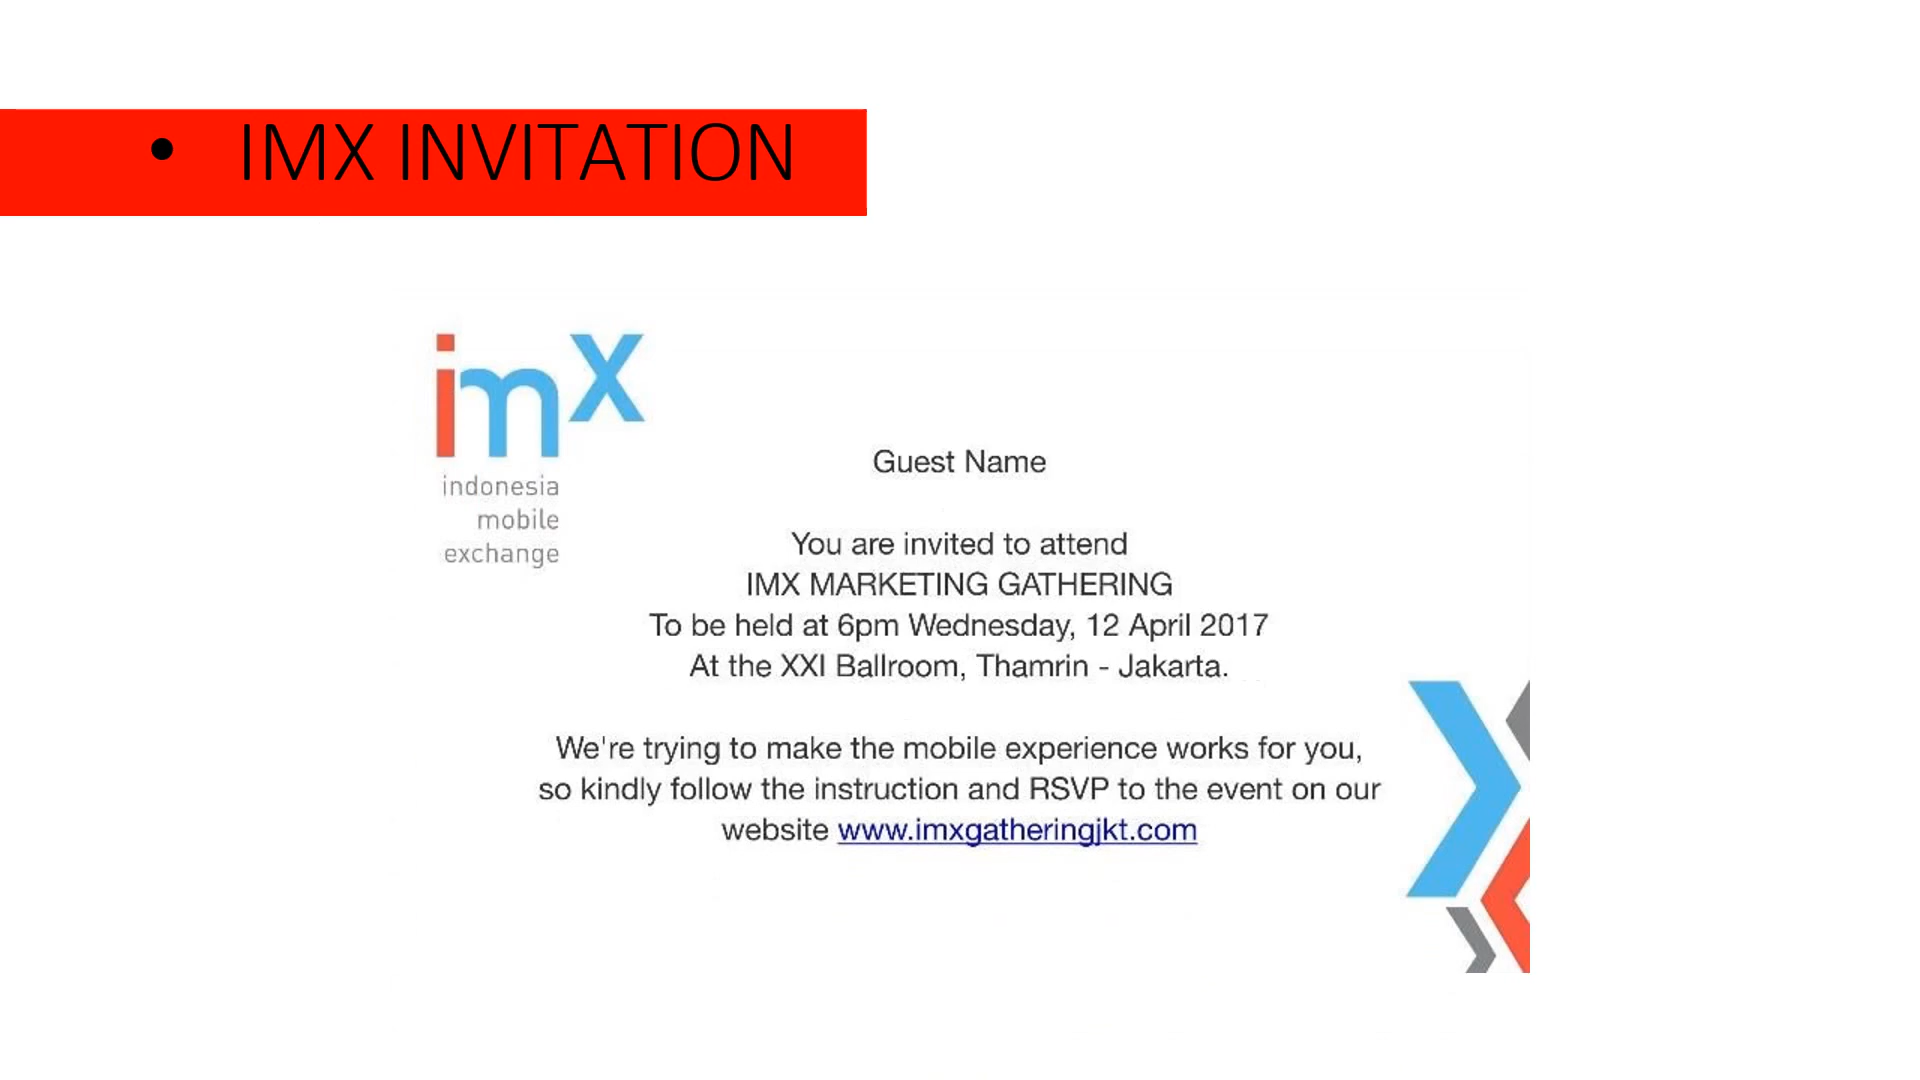 • IMX INVITATION
imx
indonesia
mobile
exchange
Guest Name
You are invited to attend
IMX MARKETING GATHERING
To be held at 6pm Wednesday, 12 April 2017
At the XXI Ballroom, Thamrin - Jakarta.
We're trying to make the mobile experience works for you,
so kindly follow the instruction and RSVP to the event on our
website www.imxgatheringjkt.com